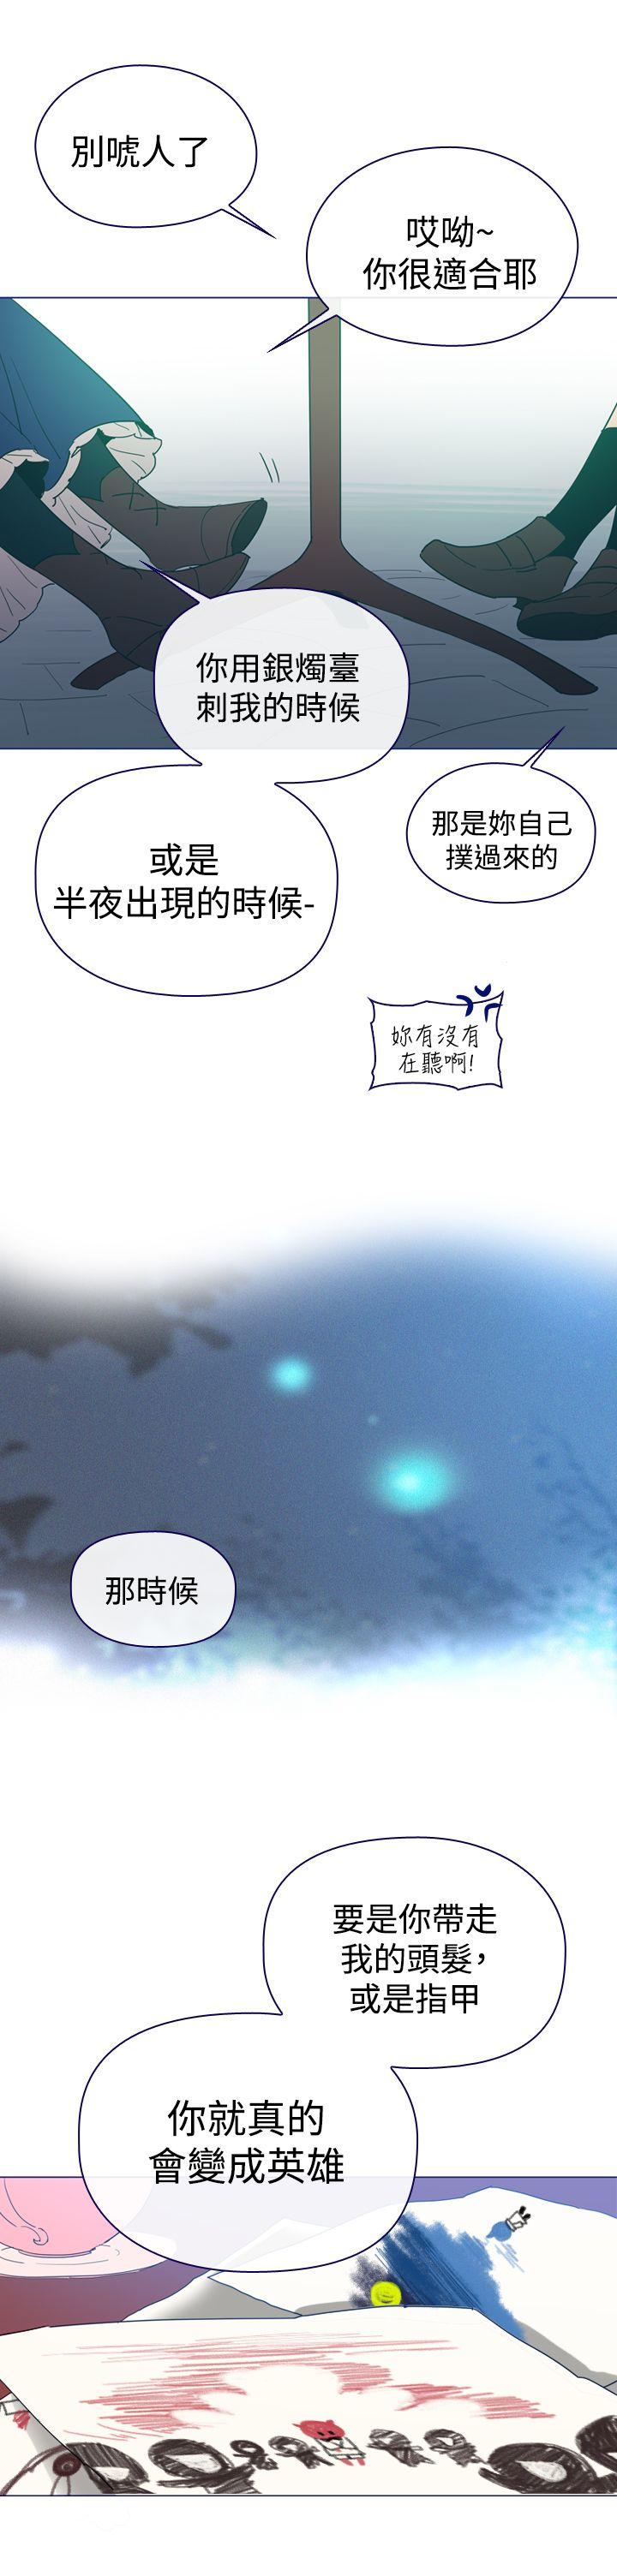 別唬人了
哎呦~
你很適合耶
你用銀燭臺
刺我的時候
那是妳自己
撲過來的
或是
半夜出現的時候-
妳有沒有
在聽啊!
那時候
要是你帶走
我的頭髮，
或是指甲
你就真的
會變成英雄